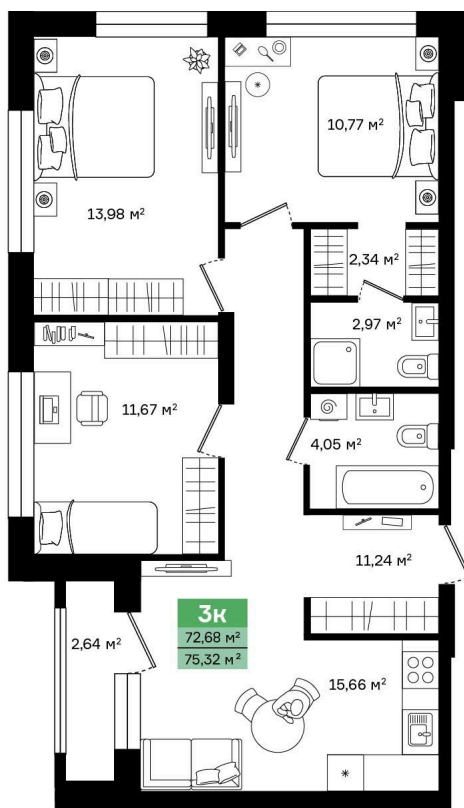 10,77 м²
13,98 м²
2,34 м²
2,97 м²
11,67 м²
4,05 м²
11,24 м²
3к
72,68 м²
75,32 м²
2,64 м²
15,66 м²